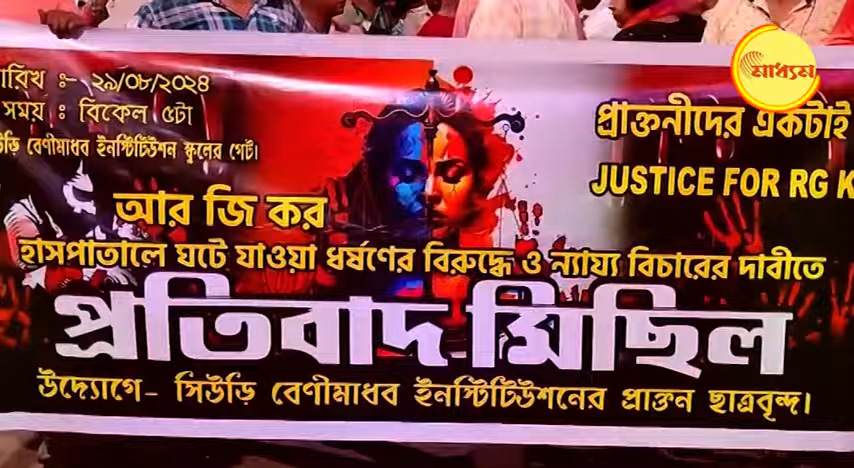 তারিখ ঃ- ২৯/০৮/২০২৪
সময় ঃ বিকেল ৫টা
বেণীমাধব ইনস্টিটিউশন স্কুলের গেট।
মাধ্যম
প্রাক্তনীদের একটাই
JUSTICE FOR RG K
আর জি কর
হাসপাতালে ঘটে যাওয়া ধর্ষণের বিরুদ্ধে ও ন্যায্য বিচারের দাবীতে
প্রতিবাদ মিছিল
উদ্যোগে- সিউড়ি বেণীমাধব ইনস্টিটিউশনের প্রাক্তন ছাত্রবৃন্দ।